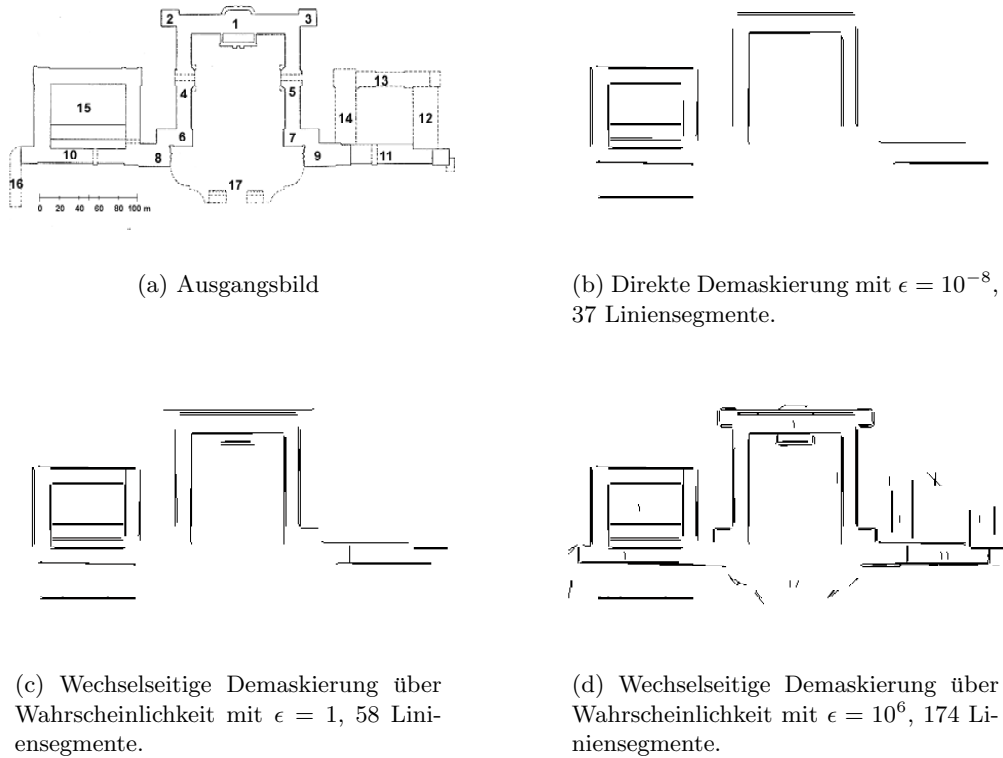 2 1 3
13
4 5
15 14 12
6 7
10 8 9 11
16 17
0 20 40 60 80 100 m
(a) Ausgangsbild
(b) Direkte Demaskierung mit ϵ = 10⁻⁸,
37 Liniensegmente.
(c) Wechselseitige Demaskierung über
Wahrscheinlichkeit mit ϵ = 1, 58 Lini-
ensegmente.
(d) Wechselseitige Demaskierung über
Wahrscheinlichkeit mit ϵ = 10⁶, 174 Li-
niensegmente.